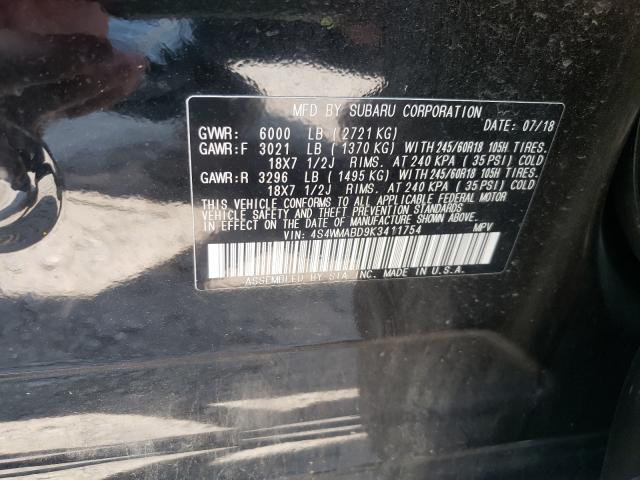 MFD BY SUBARU CORPORATION
DATE: 07/18
GVWR: 6000 LB (2721 KG)
GAWR:F 3021 LB (1370 KG) WITH 245/60R18 105H TIRES.
18X7 1/2J RIMS. AT 240 KPA (35 PSI) COLD
GAWR:R 3296 LB (1495 KG) WITH 245/60R18 105H TIRES.
18X7 1/2J RIMS. AT 240 KPA (35 PSI) COLD
THIS VEHICLE CONFORMS TO ALL APPLICABLE FEDERAL MOTOR
VEHICLE SAFETY AND THEFT PREVENTION STANDARDS
IN EFFECT ON THE DATE OF MANUFACTURE SHOWN ABOVE.
VIN: 4S4WMABD9K3411754 MPV
ASSEMBLED BY SIA, INC. MADE IN U.S.A.